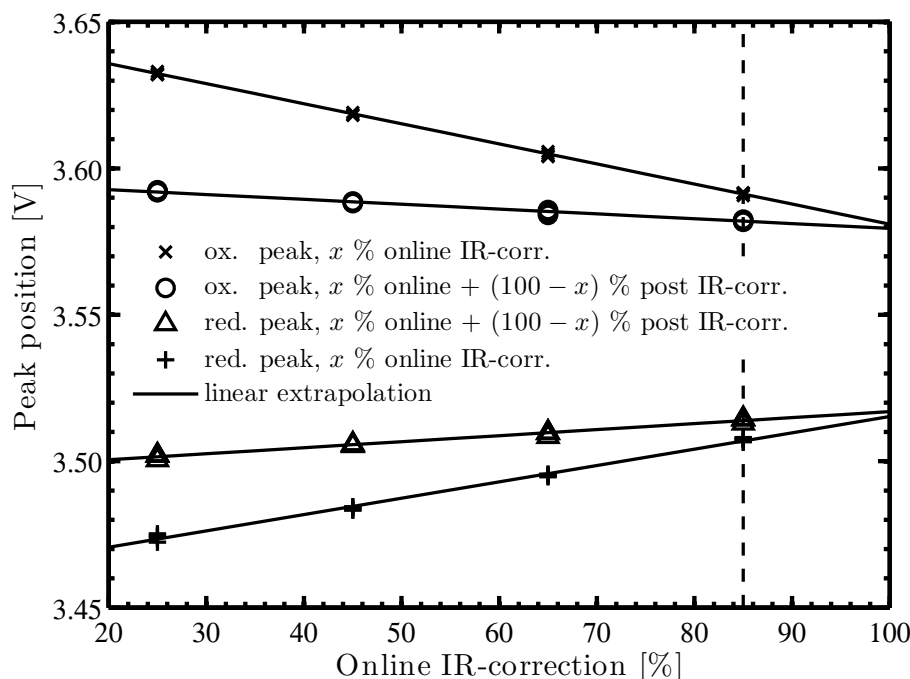 3.65
3.60
3.55
3.50
3.45
Peak position [V]
ox. peak, x % online IR-corr.
ox. peak, x % online + (100 − x) % post IR-corr.
red. peak, x % online + (100 − x) % post IR-corr.
red. peak, x % online IR-corr.
linear extrapolation
20 30 40 50 60 70 80 90 100
Online IR-correction [%]